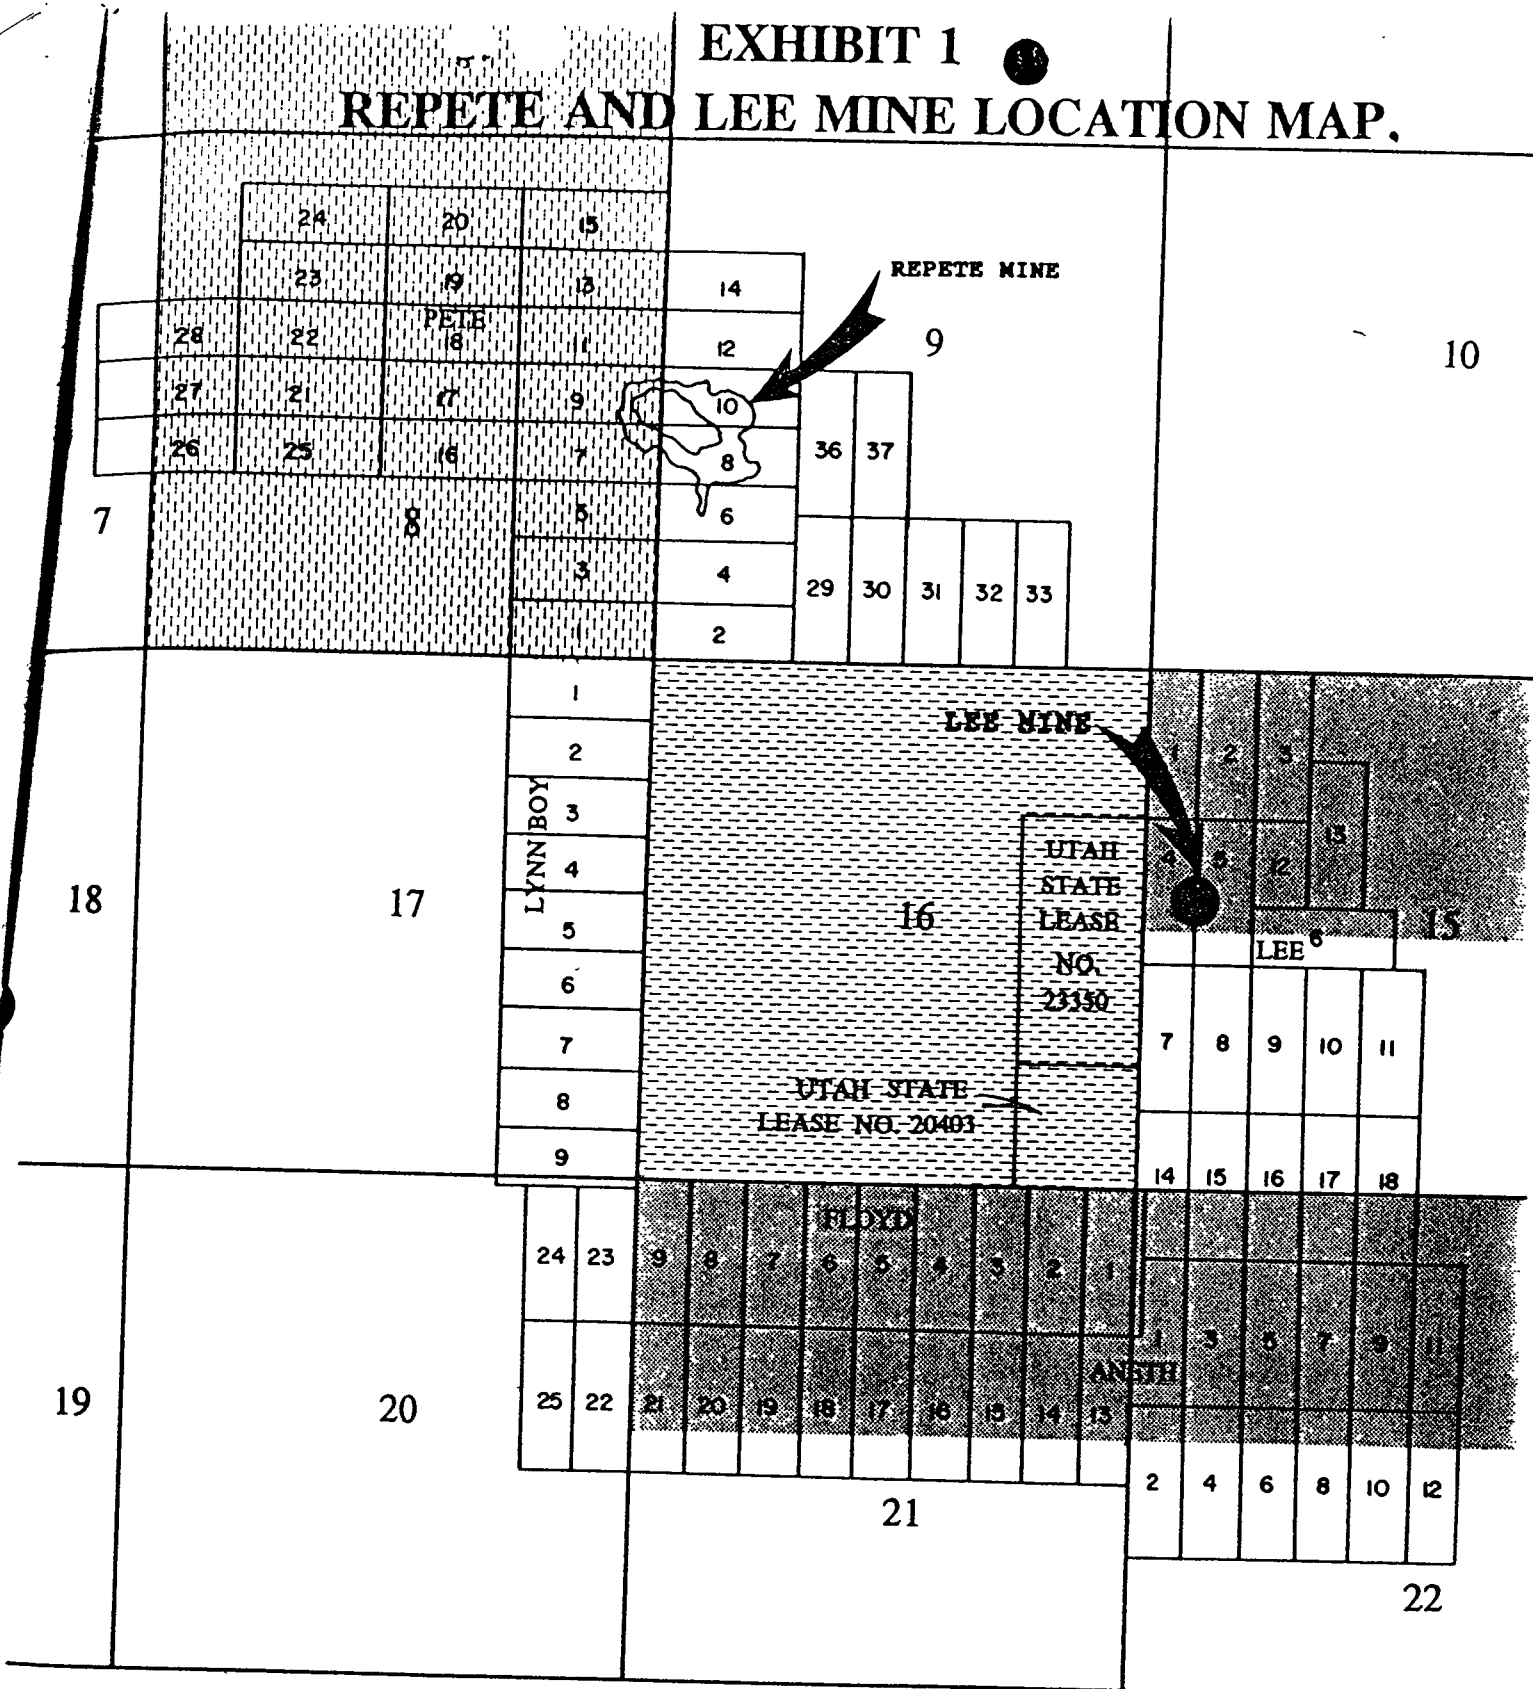 EXHIBIT 1
REPETE AND LEE MINE LOCATION MAP.
24 20 15
23 19 13 14
REPETE MINE
PETE
28 22 18 11 12
9
10
27 21 17 9 10
26 25 16 7 8
36 37
7
8
5 6
3 4
29 30 31 32 33
1 2
1
2
3
4
5
6
7
8
9
LYNN BOY
18
17
16
15
LEE MINE
1 2 3
4 5 12 13
UTAH
STATE
LEASE
NO.
23350
LEE 6
7 8 9 10 11
UTAH STATE
LEASE NO. 20403
14 15 16 17 18
FLOYD
24 23 9 8 7 6 5 4 3 2 1
1 3 5 7 9 11
ANSTH
25 22 21 20 19 18 17 16 15 14 13
19
20
2 4 6 8 10 12
21
22